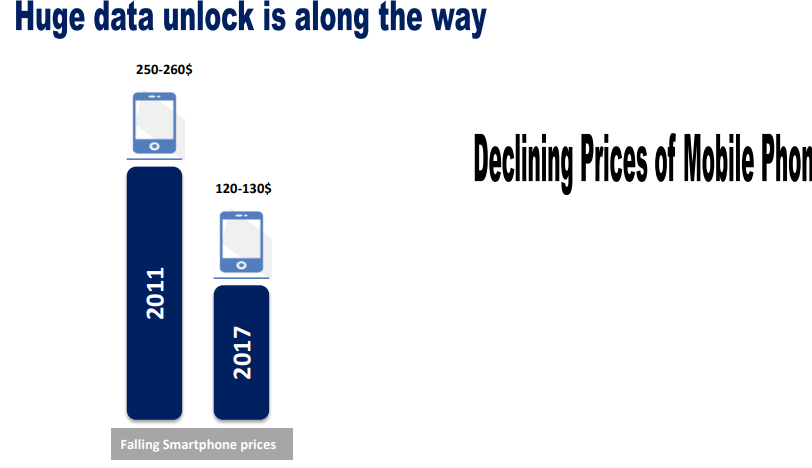 Huge data unlock is along the way
250-260$
Declining Prices of Mobile Phon
120-130$
2011
2017
Falling Smartphone prices